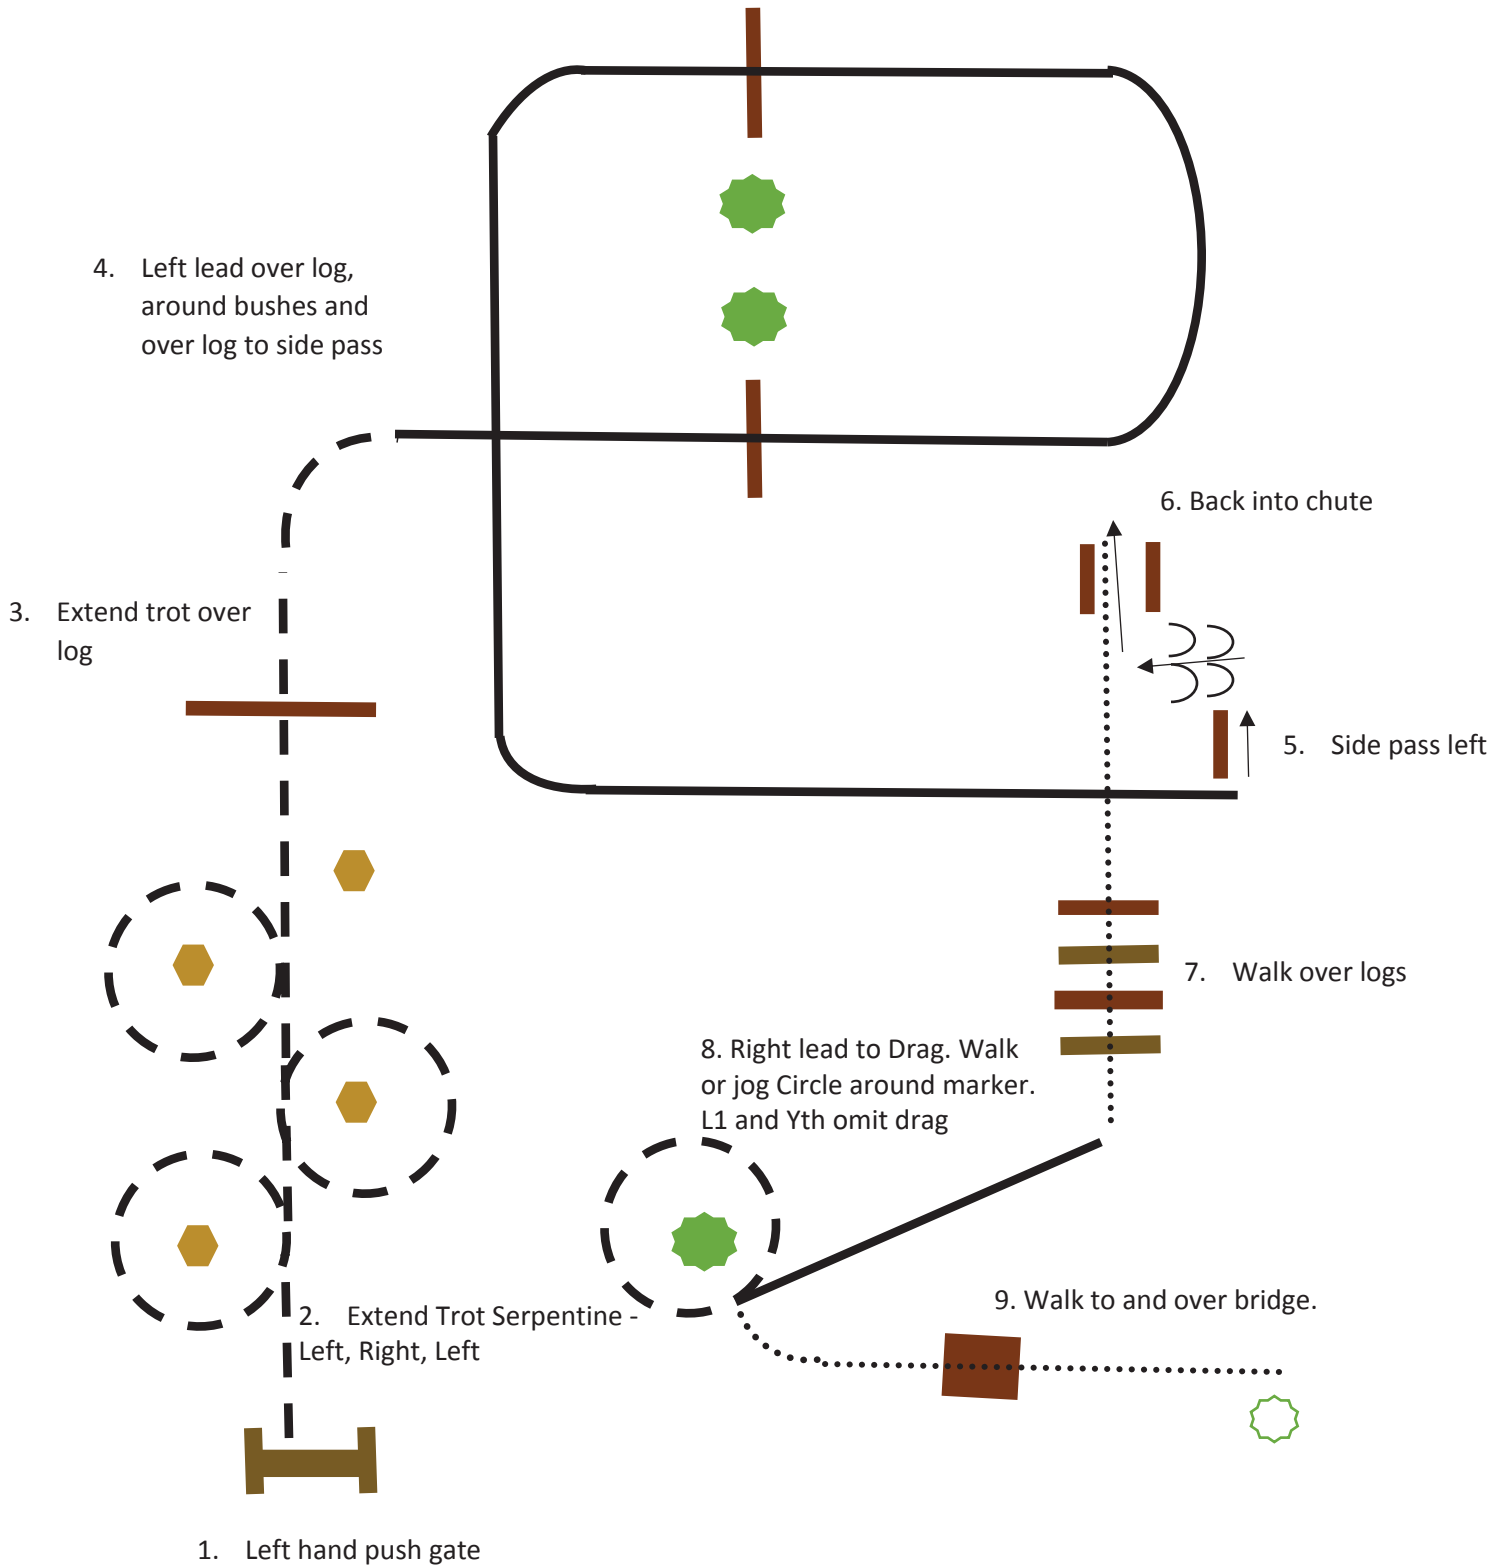 4. Left lead over log,
around bushes and
over log to side pass
6. Back into chute
3. Extend trot over
log
5. Side pass left
7. Walk over logs
8. Right lead to Drag. Walk
or jog Circle around marker.
L1 and Yth omit drag
2. Extend Trot Serpentine -
Left, Right, Left
9. Walk to and over bridge.
1. Left hand push gate